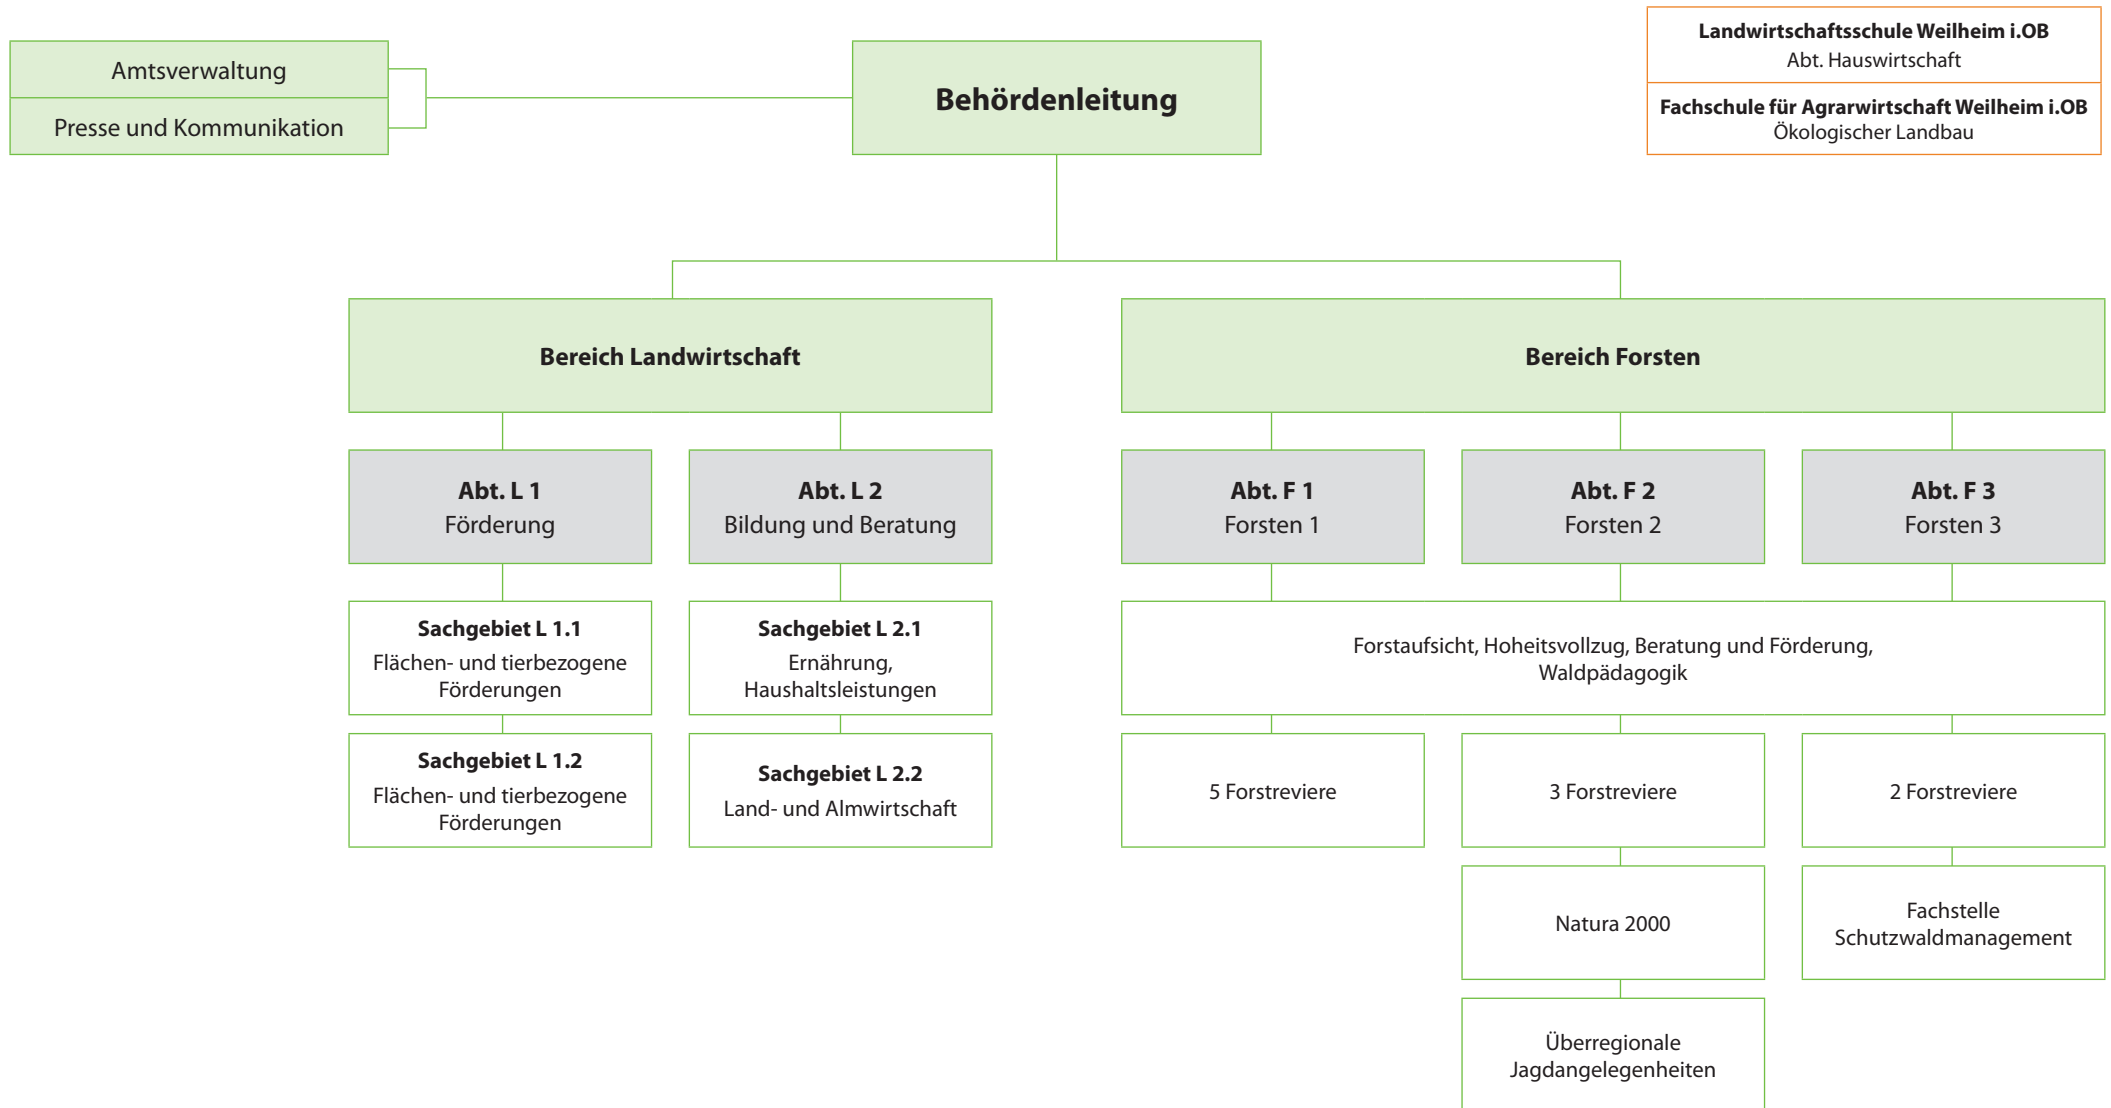 Landwirtschaftsschule Weilheim i.OB
Abt. Hauswirtschaft
Fachschule für Agrarwirtschaft Weilheim i.OB
Ökologischer Landbau
Amtsverwaltung
Presse und Kommunikation
Behördenleitung
Bereich Landwirtschaft
Bereich Forsten
Abt. L 1
Förderung
Abt. L 2
Bildung und Beratung
Abt. F 1
Forsten 1
Abt. F 2
Forsten 2
Abt. F 3
Forsten 3
Sachgebiet L 1.1
Flächen- und tierbezogene
Förderungen
Sachgebiet L 2.1
Ernährung,
Haushaltsleistungen
Forstaufsicht, Hoheitsvollzug, Beratung und Förderung,
Waldpädagogik
Sachgebiet L 1.2
Flächen- und tierbezogene
Förderungen
Sachgebiet L 2.2
Land- und Almwirtschaft
5 Forstreviere
3 Forstreviere
2 Forstreviere
Natura 2000
Fachstelle
Schutzwaldmanagement
Überregionale
Jagdangelegenheiten